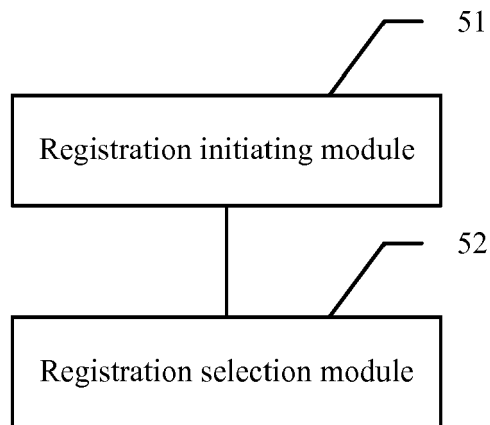 51
Registration initiating module
52
Registration selection module